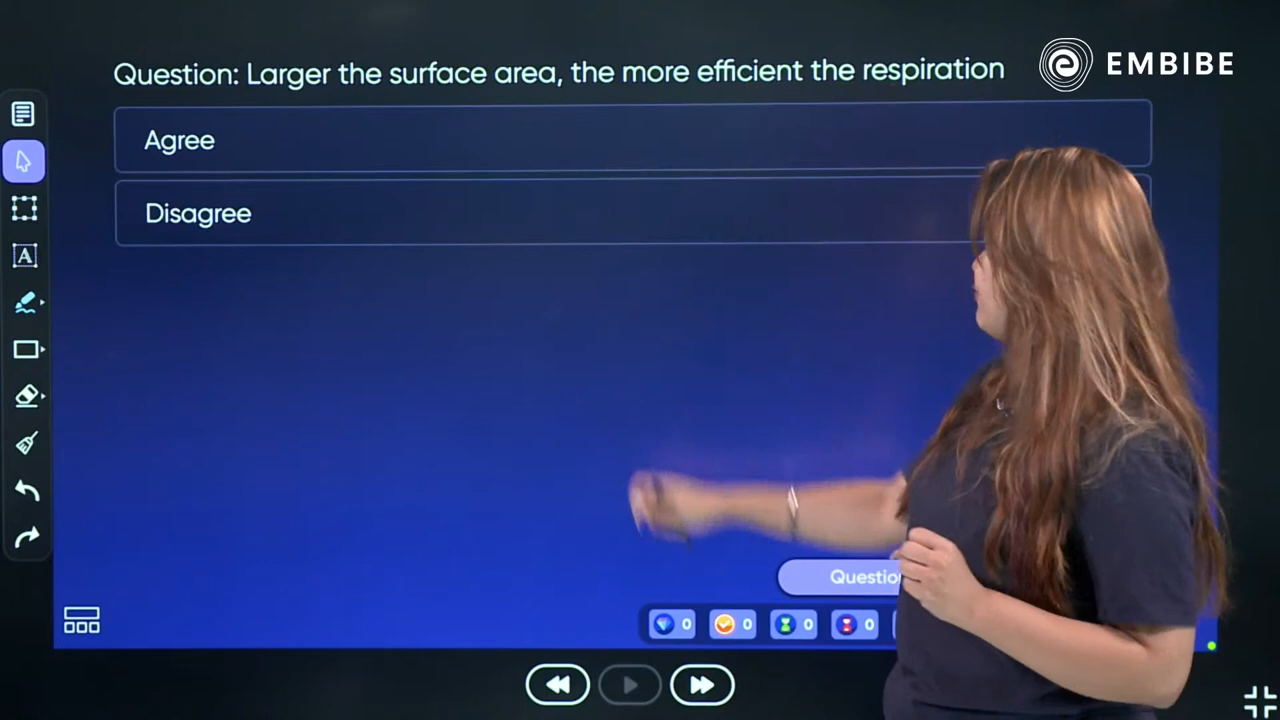 EMBIBE
Question: Larger the surface area, the more efficient the respiration
Agree
Disagree
A
0 0 0 0